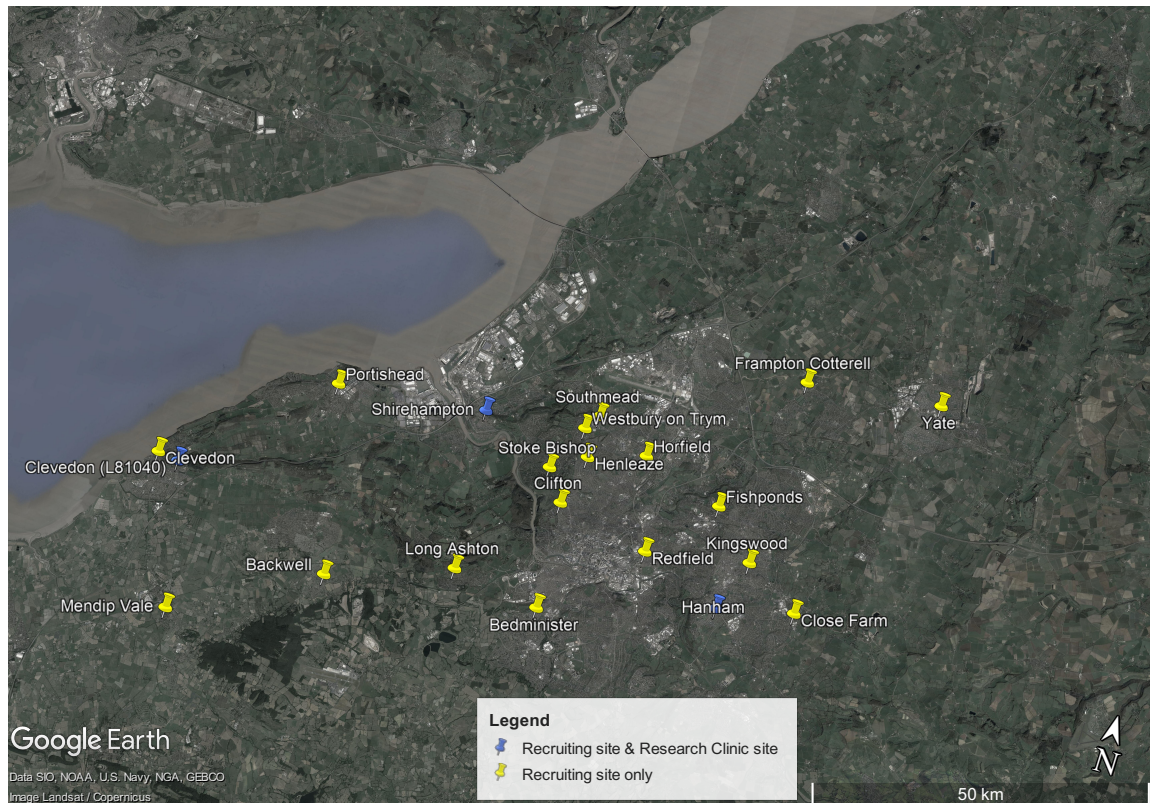 Frampton Cotterell
Portishead
Southmead
Shirehampton
Westbury on Trym
Yate
Stoke Bishop
Horfield
Clevedon
Clevedon (L81040)
Henleaze
Clifton
Fishponds
Long Ashton
Kingswood
Redfield
Backwell
Mendip Vale
Hanham
Close Farm
Bedminister
Legend
Recruiting site & Research Clinic site
Recruiting site only
Google Earth
N
Data SIO, NOAA, U.S. Navy, NGA, GEBCO
Image Landsat / Copernicus
50 km